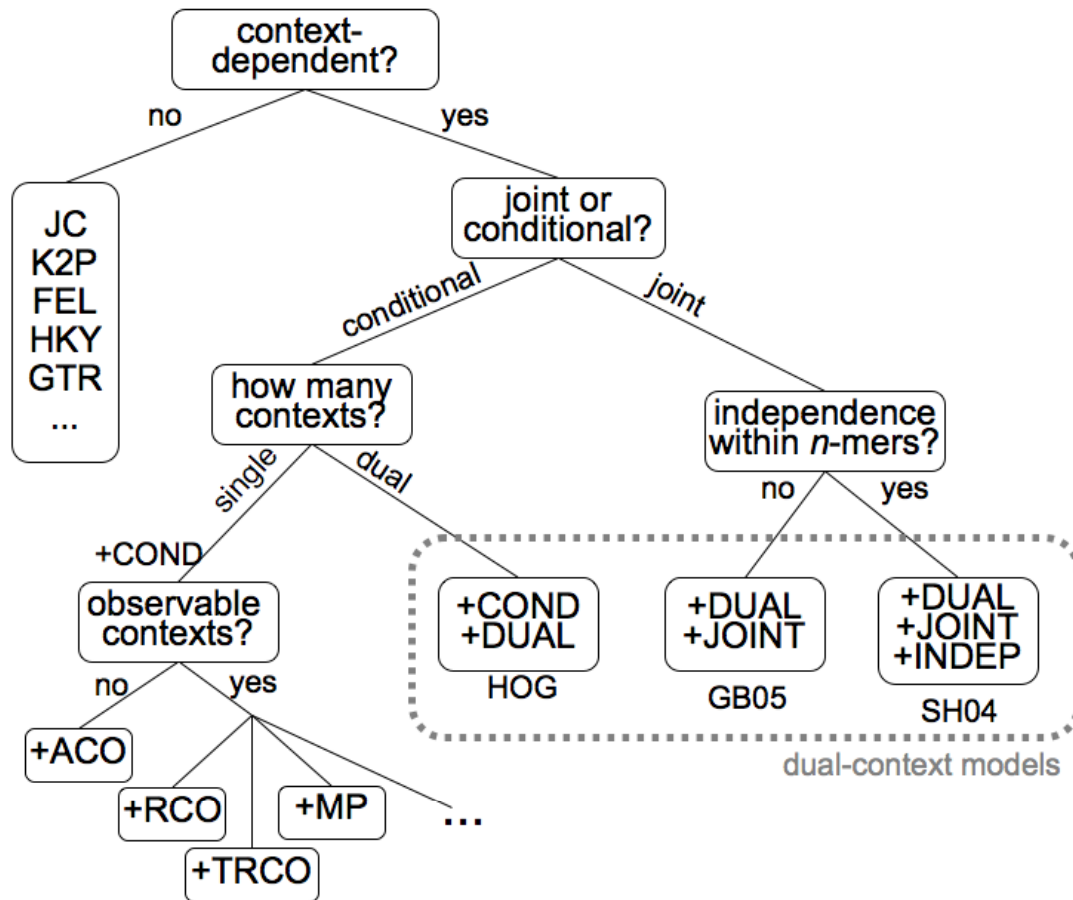 context-
dependent?
no
yes
JC
K2P
FEL
HKY
GTR
...
joint or
conditional?
conditional
joint
how many
contexts?
independence
within n-mers?
single
dual
no
yes
+COND
observable
contexts?
+COND
+DUAL
HOG
+DUAL
+JOINT
GB05
+DUAL
+JOINT
+INDEP
SH04
dual-context models
no
yes
+ACO
+RCO
+TRCO
+MP
...